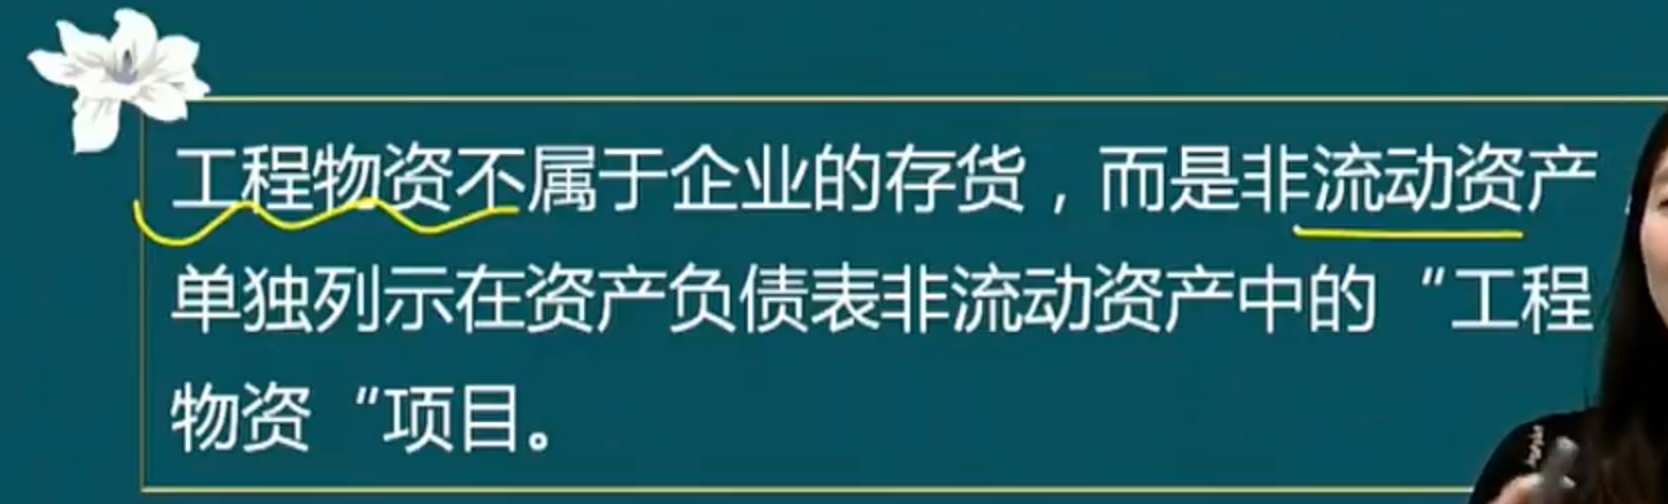 工程物资不属于企业的存货，而是非流动资产，
单独列示在资产负债表非流动资产中的“工程
物资“项目。